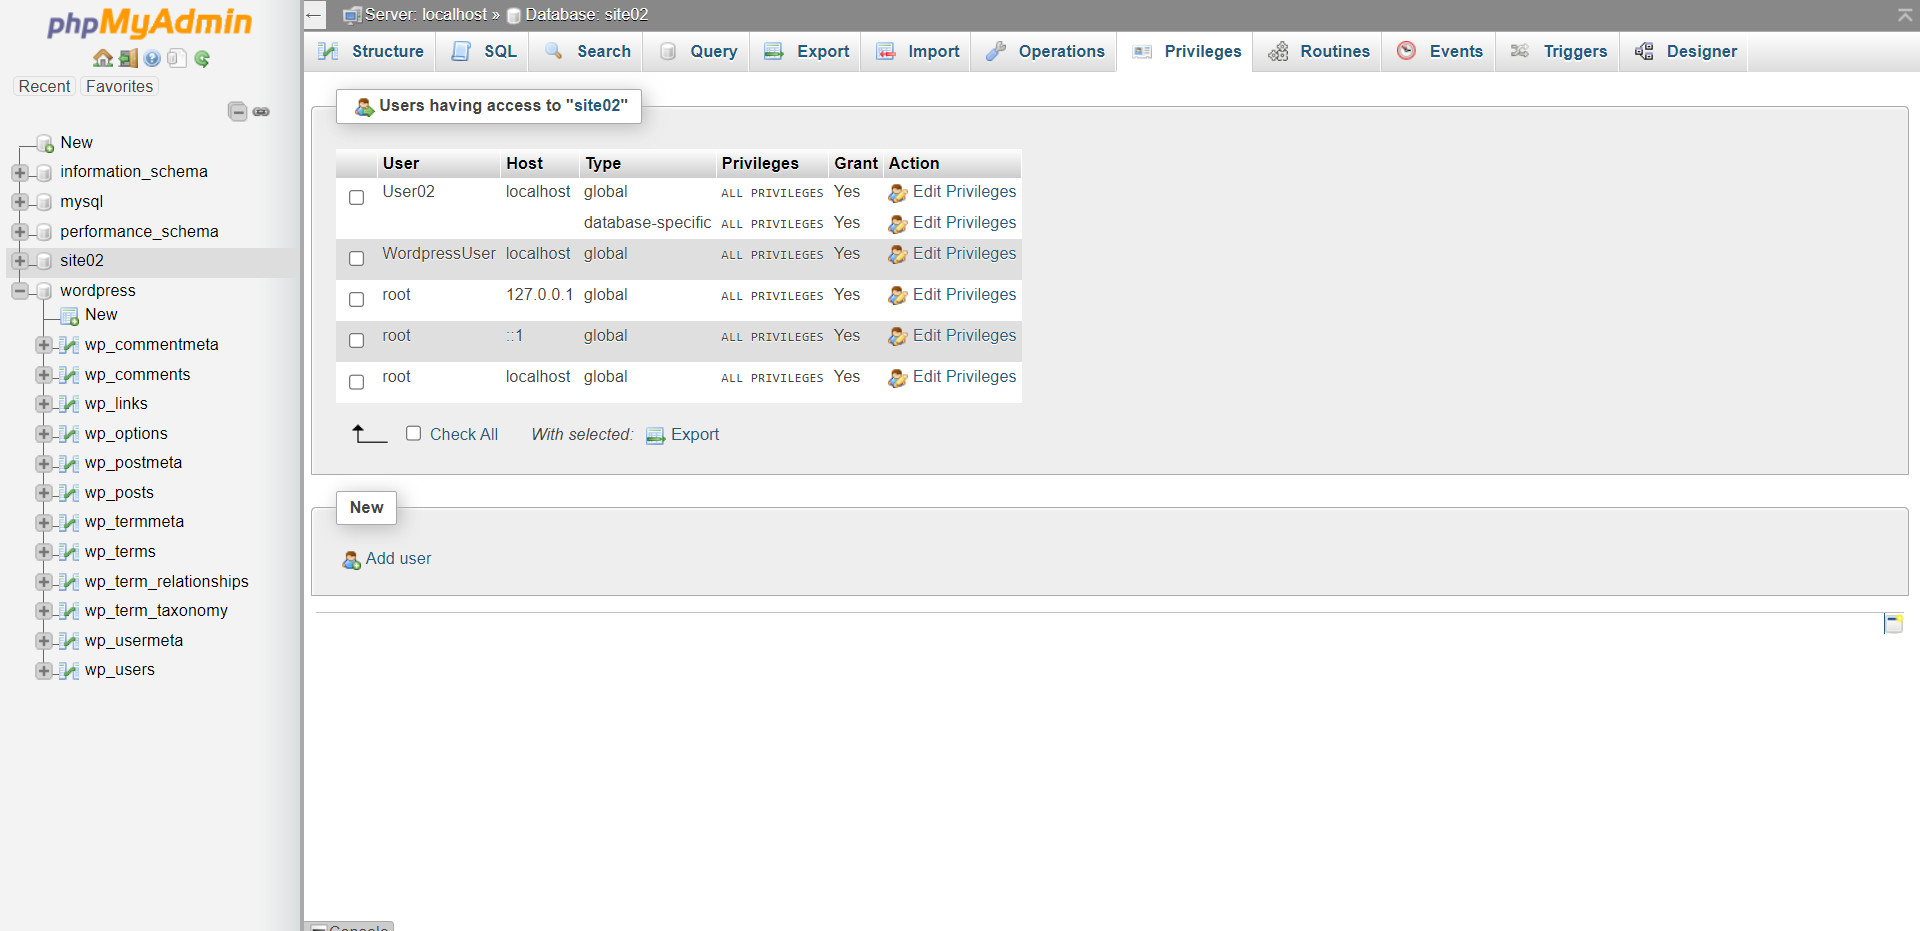 phpMyAdmin
Recent Favorites
New
information_schema
mysql
performance_schema
site02
wordpress
New
wp_commentmeta
wp_comments
wp_links
wp_options
wp_postmeta
wp_posts
wp_termmeta
wp_terms
wp_term_relationships
wp_term_taxonomy
wp_usermeta
wp_users
Server: localhost » Database: site02
Structure SQL Search Query Export Import Operations Privileges Routines Events Triggers Designer
Users having access to "site02"
User Host Type Privileges Grant Action
User02 localhost global ALL PRIVILEGES Yes Edit Privileges
database-specific ALL PRIVILEGES Yes Edit Privileges
WordpressUser localhost global ALL PRIVILEGES Yes Edit Privileges
root 127.0.0.1 global ALL PRIVILEGES Yes Edit Privileges
root ::1 global ALL PRIVILEGES Yes Edit Privileges
root localhost global ALL PRIVILEGES Yes Edit Privileges
Check All With selected: Export
New
Add user
Console